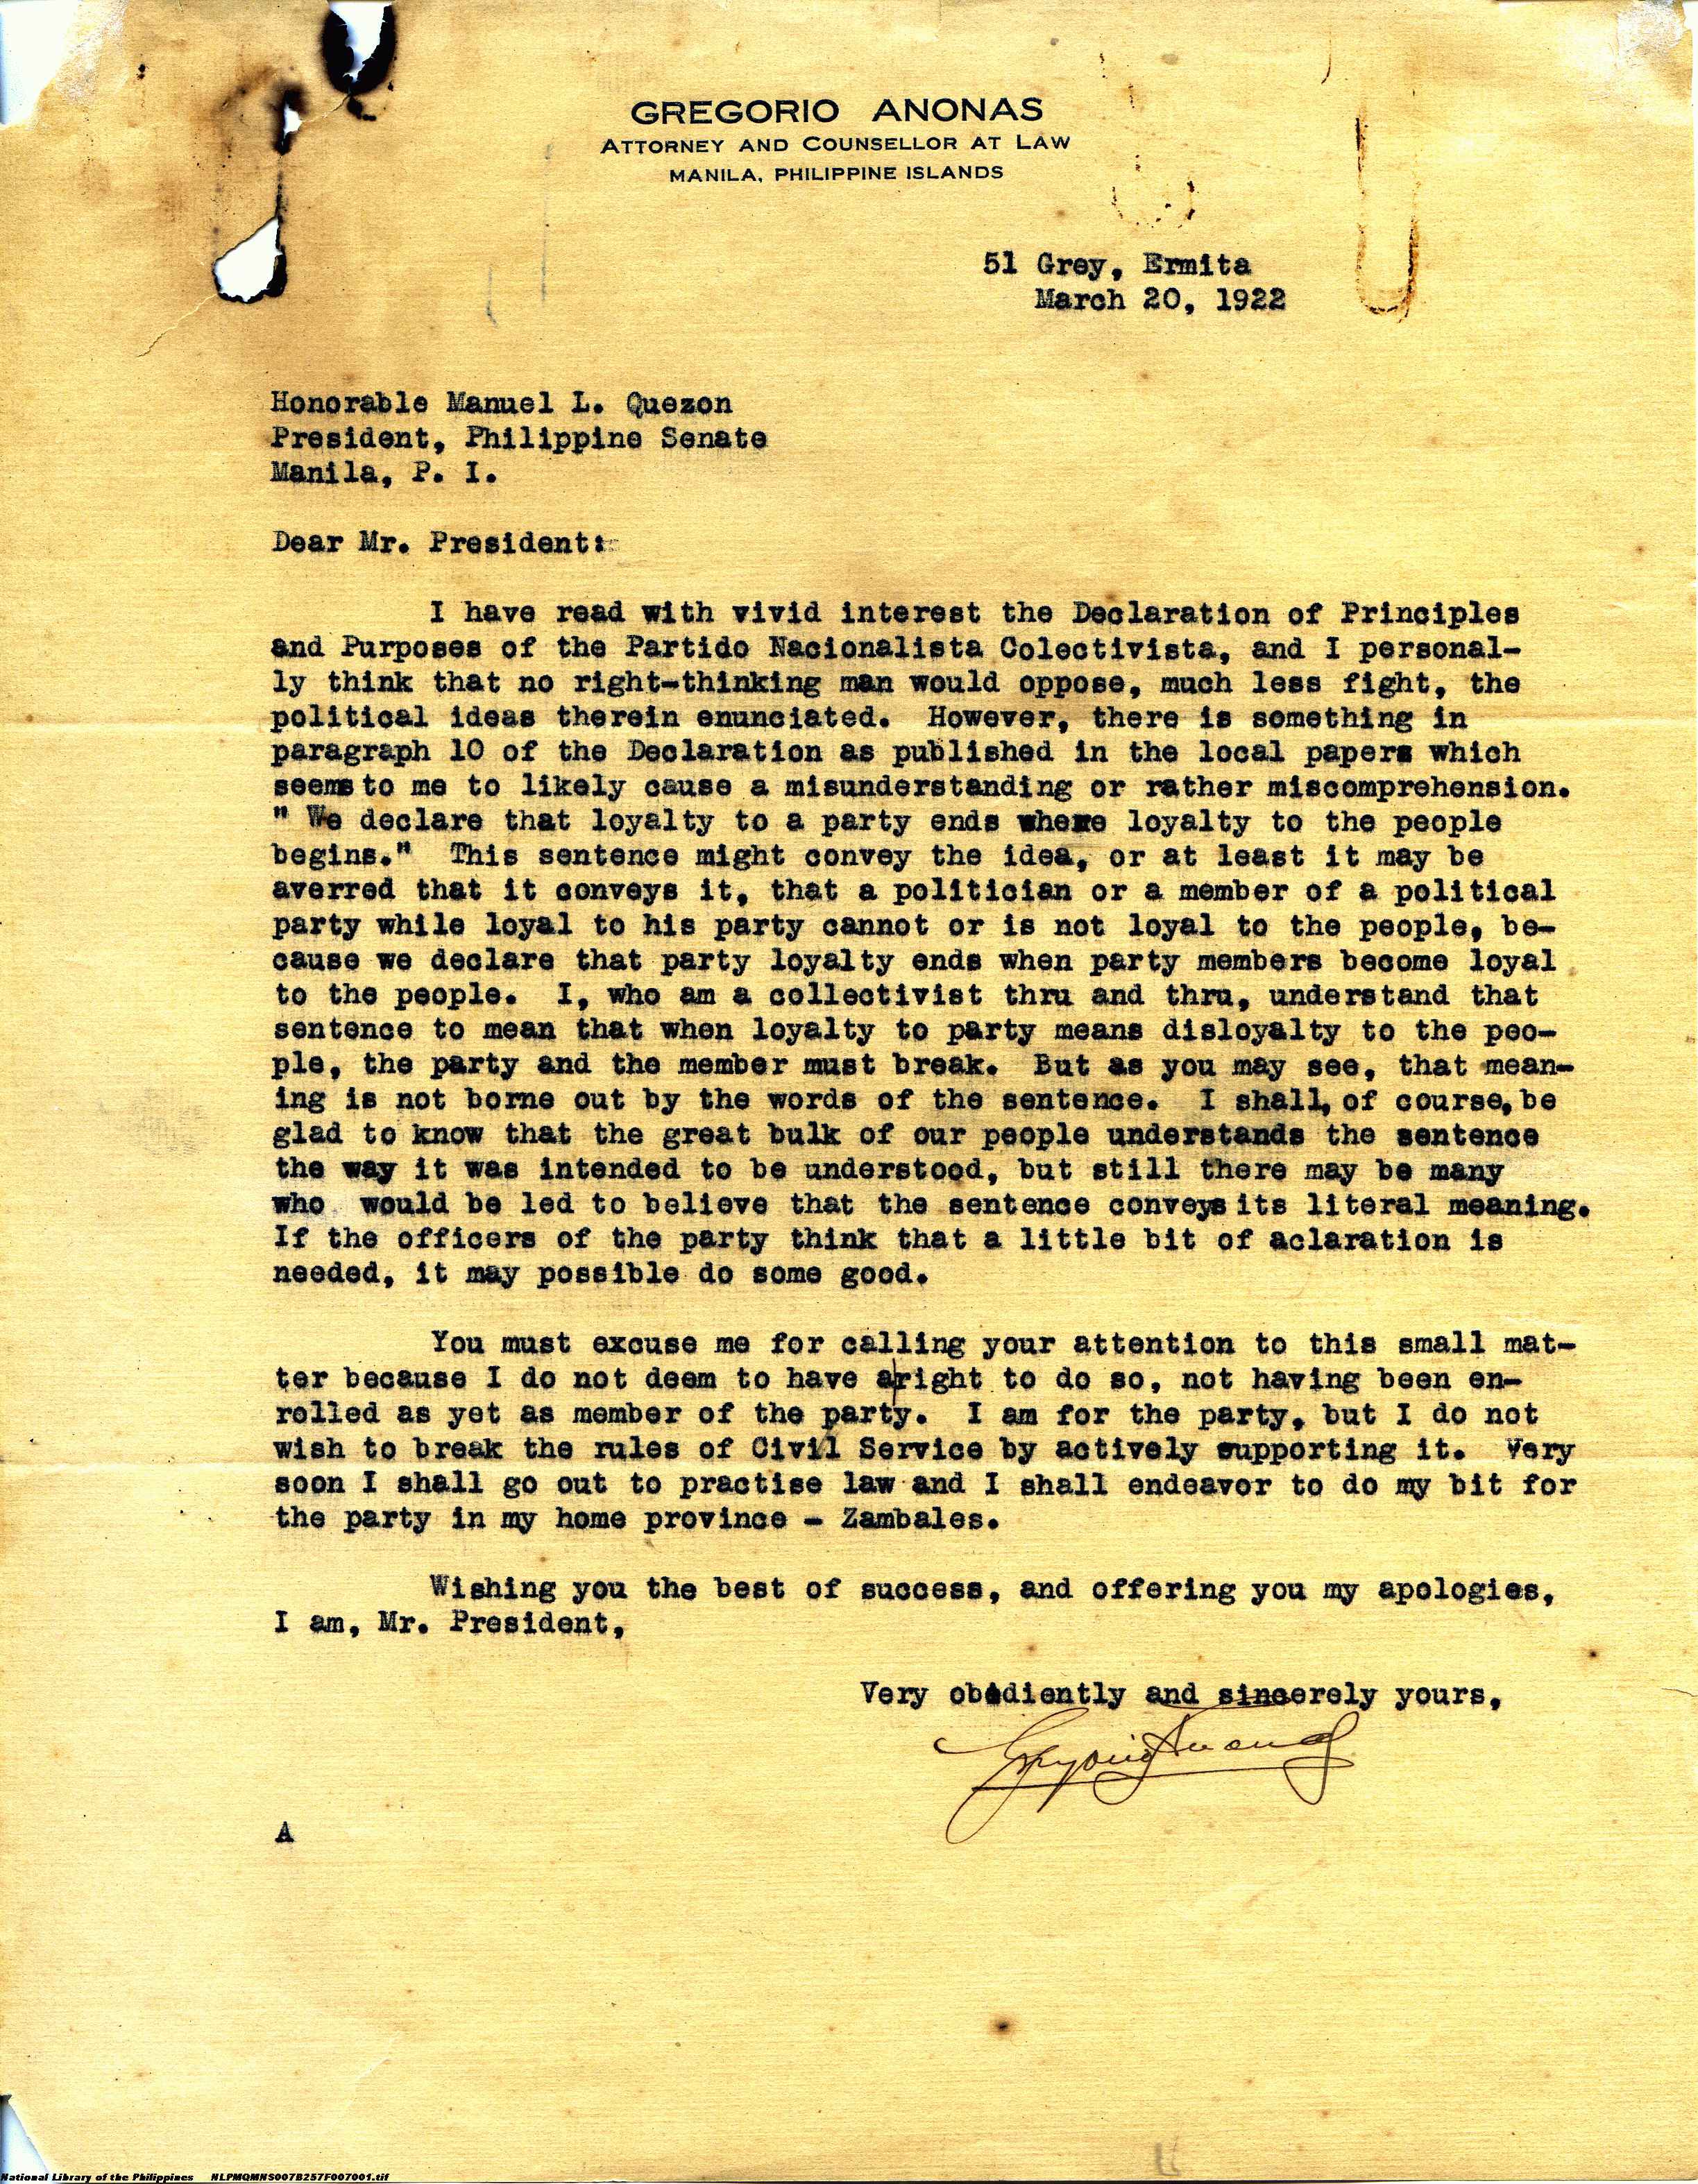 GREGORIO ANONAS
ATTORNEY AND COUNSELLOR AT LAW
MANILA, PHILIPPINE ISLANDS
51 Grey, Ermita
March 20, 1922
Honorable Manuel L. Quezon
President, Philippine Senate
Manila, P. I.
Dear Mr. President:
I have read with vivid interest the Declaration of Principles
and Purposes of the Partido Nacionalista Colectivista, and I personal-
ly think that no right-thinking man would oppose, much less fight, the
political ideas therein enunciated. However, there is something in
paragraph 10 of the Declaration as published in the local papers which
seems to me to likely cause a misunderstanding or rather miscomprehension.
" We declare that loyalty to a party ends where loyalty to the people
begins." This sentence might convey the idea, or at least it may be
averred that it conveys it, that a politician or a member of a political
party while loyal to his party cannot or is not loyal to the people, be-
cause we declare that party loyalty ends when party members become loyal
to the people. I, who am a collectivist thru and thru, understand that
sentence to mean that when loyalty to party means disloyalty to the peo-
ple, the party and the member must break. But as you may see, that mean-
ing is not borne out by the words of the sentence. I shall, of course, be
glad to know that the great bulk of our people understands the sentence
the way it was intended to be understood, but still there may be many
who would be led to believe that the sentence conveys its literal meaning.
If the officers of the party think that a little bit of aclaration is
needed, it may possible do some good.
You must excuse me for calling your attention to this small mat-
ter because I do not deem to have a right to do so, not having been en-
rolled as yet as member of the party. I am for the party, but I do not
wish to break the rules of Civil Service by actively supporting it. Very
soon I shall go out to practise law and I shall endeavor to do my bit for
the party in my home province - Zambales.
Wishing you the best of success, and offering you my apologies,
I am, Mr. President,
Very obediently and sincerely yours,
Gregorio Anonas
A
National Library of the Philippines NLPMQMNS007B257F007001.tif